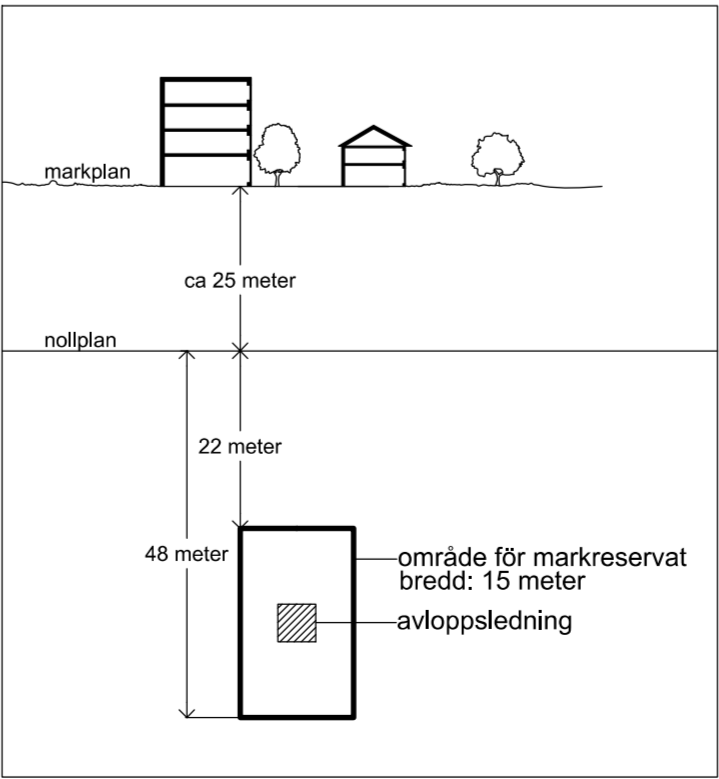 markplan
ca 25 meter
nollplan
22 meter
48 meter
område för markreservat
bredd: 15 meter
avloppsledning